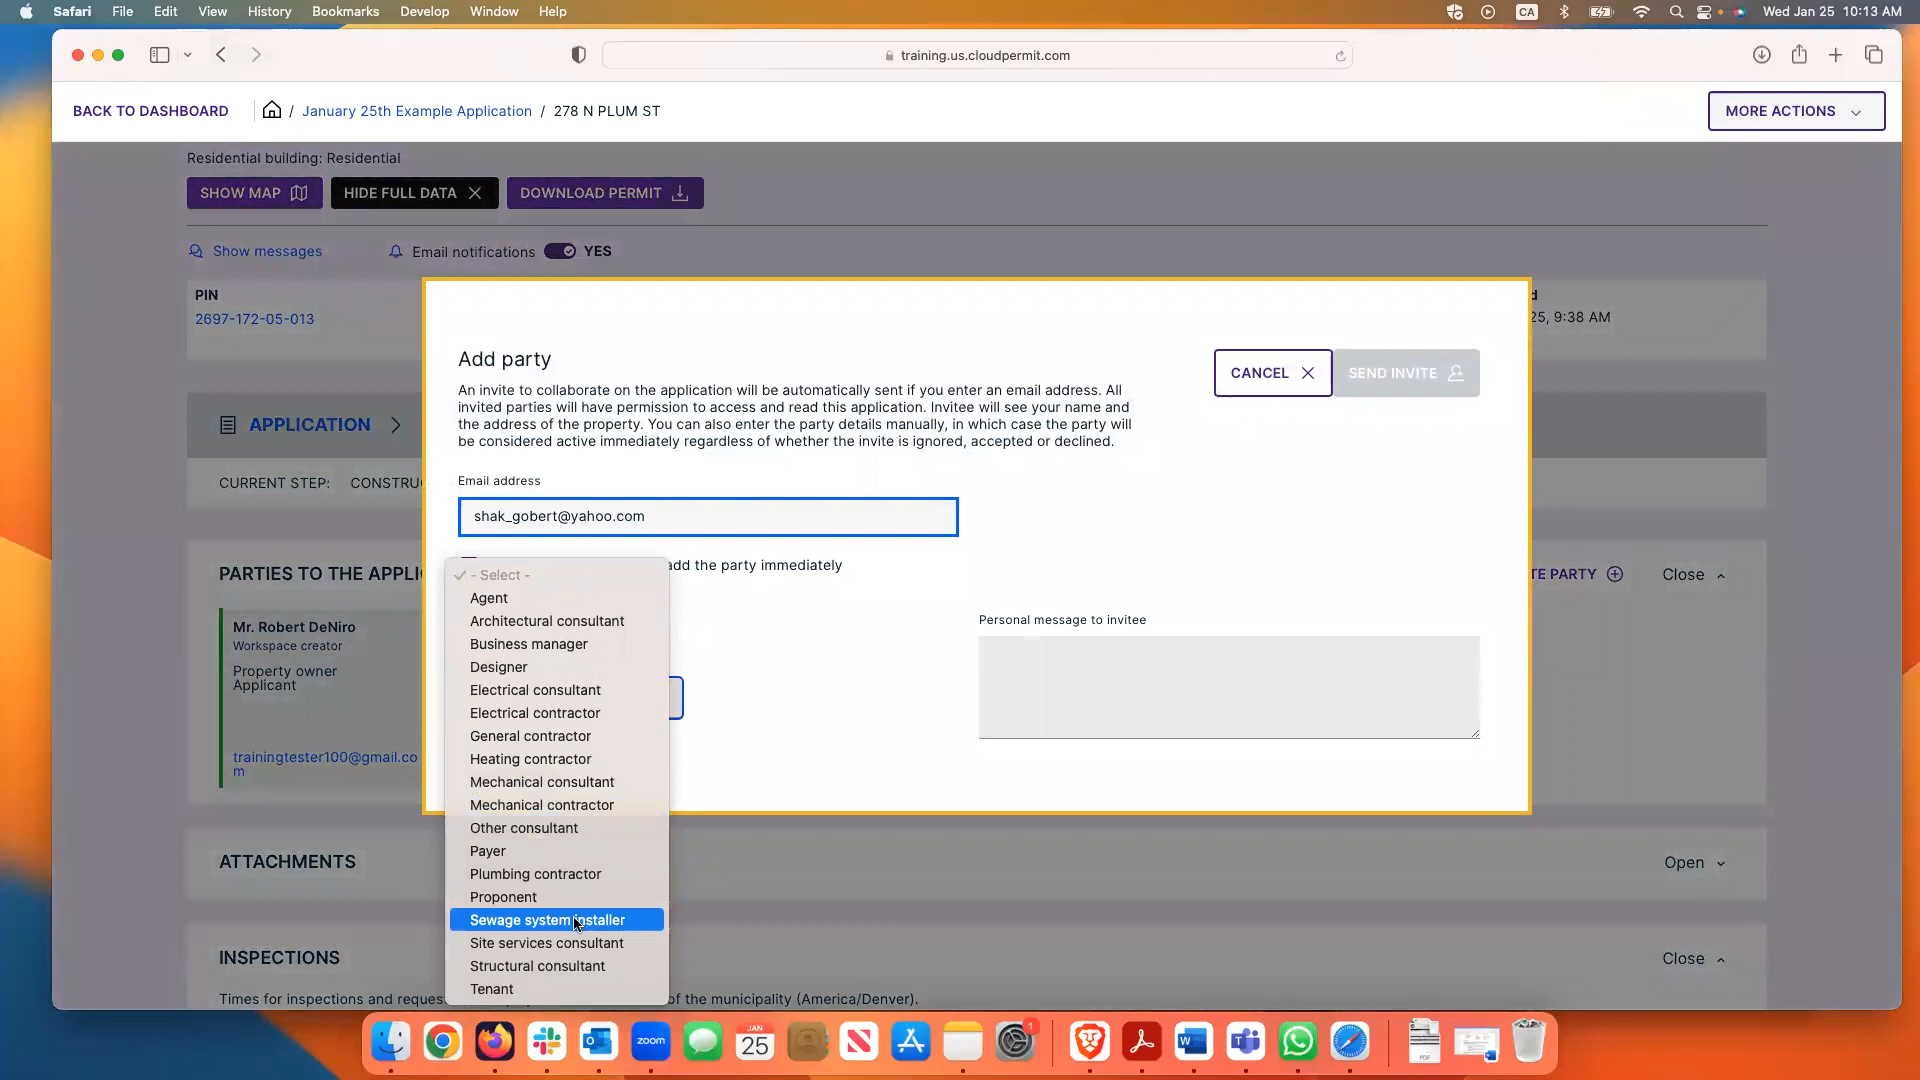 Safari File Edit View History Bookmarks Develop Window Help CA Wed Jan 25 10:13 AM
training.us.cloudpermit.com
BACK TO DASHBOARD / January 25th Example Application / 278 N PLUM ST MORE ACTIONS
Residential building: Residential
SHOW MAP HIDE FULL DATA DOWNLOAD PERMIT
Show messages Email notifications YES
PIN
2697-172-05-013
d
25, 9:38 AM
Add party
CANCEL SEND INVITE
An invite to collaborate on the application will be automatically sent if you enter an email address. All
invited parties will have permission to access and read this application. Invitee will see your name and
the address of the property. You can also enter the party details manually, in which case the party will
be considered active immediately regardless of whether the invite is ignored, accepted or declined.
APPLICATION
CURRENT STEP: CONSTRU
Email address
shak_gobert@yahoo.com
add the party immediately
PARTIES TO THE APPLI
TE PARTY Close
Mr. Robert DeNiro
Workspace creator
Property owner
Applicant
trainingtester100@gmail.co
m
- Select -
Agent
Architectural consultant
Business manager
Designer
Electrical consultant
Electrical contractor
General contractor
Heating contractor
Mechanical consultant
Mechanical contractor
Other consultant
Payer
Plumbing contractor
Proponent
Sewage system installer
Site services consultant
Structural consultant
Tenant
Personal message to invitee
ATTACHMENTS Open
INSPECTIONS Close
Times for inspections and reques
of the municipality (America/Denver).
zoom JAN
25
1
PDF